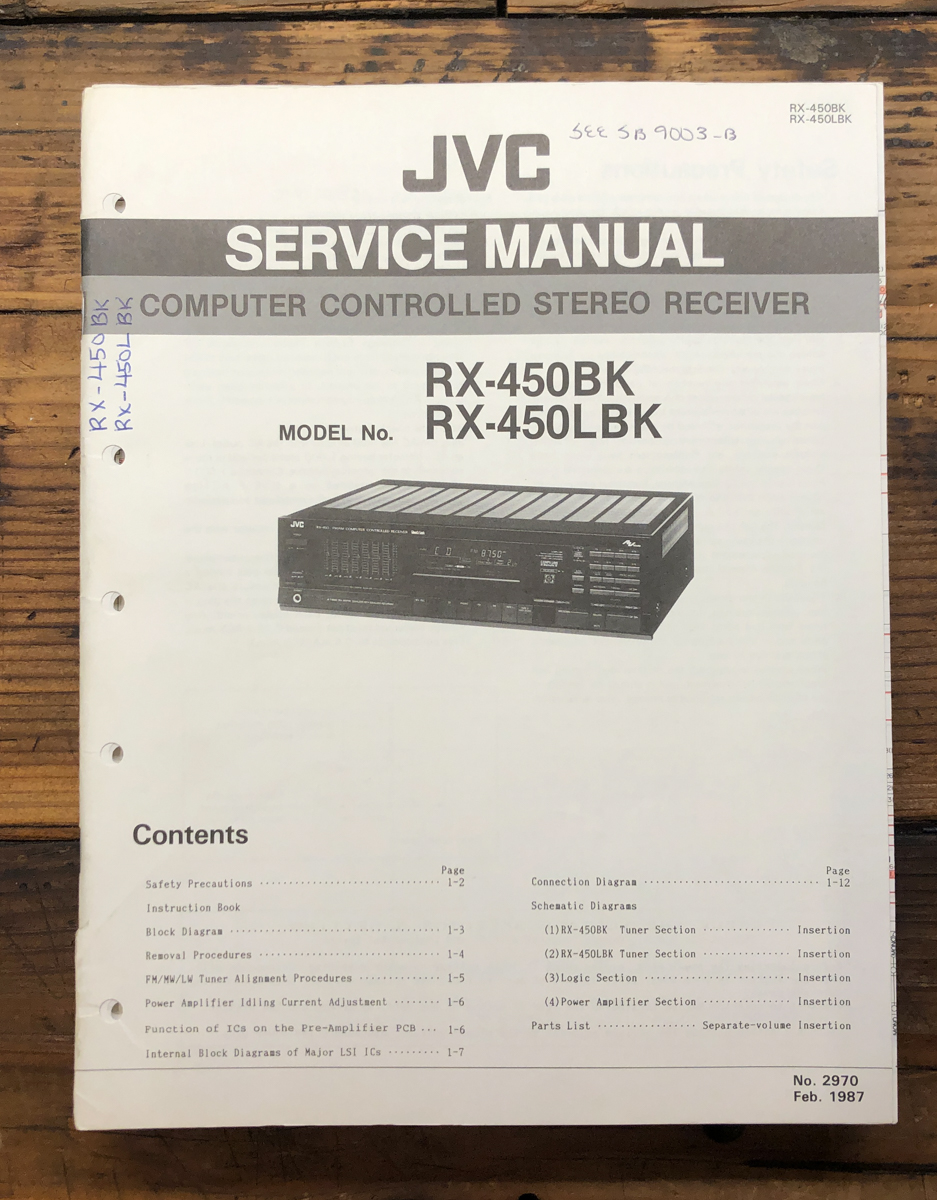 RX-450BK
RX-450LBK
SEE SB 9003-B
JVC
SERVICE MANUAL
COMPUTER CONTROLLED STEREO RECEIVER
RX-450BK
RX-450LBK
RX-450BK
MODEL No. RX-450LBK
JVC
Contents
Page
Safety Precautions ······························ 1-2
Instruction Book
Block Diagram ··································· 1-3
Removal Procedures ······························ 1-4
FM/MW/LW Tuner Alignment Procedures ············· 1-5
Power Amplifier Idling Current Adjustment ········ 1-6
Function of ICs on the Pre-Amplifier PCB ... 1-6
Internal Block Diagrams of Major LSI ICs ········· 1-7
Page
Connection Diagram ······························ 1-12
Schematic Diagrams
(1)RX-450BK Tuner Section ················ Insertion
(2)RX-450LBK Tuner Section ··············· Insertion
(3)Logic Section ························· Insertion
(4)Power Amplifier Section ··············· Insertion
Parts List ················ Separate-volume Insertion
No. 2970
Feb. 1987